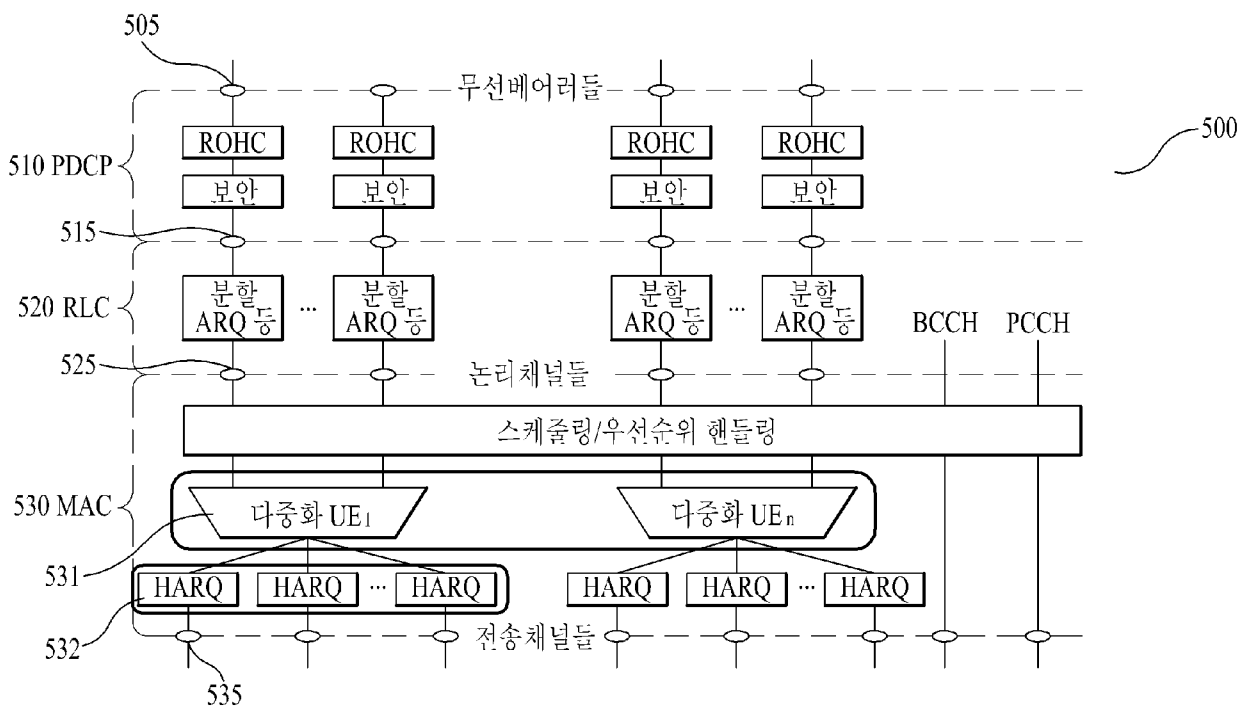 505
무선베어러들
500
ROHC ROHC ROHC ROHC
510 PDCP
보안 보안 보안 보안
515
분할 ARQ 등 ... 분할 ARQ 등 분할 ARQ 등 ... 분할 ARQ 등
520 RLC
BCCH PCCH
525
논리채널들
스케줄링/우선순위 핸들링
530 MAC
다중화 UE1 다중화 UEn
531
HARQ HARQ ... HARQ HARQ HARQ ... HARQ
532
전송채널들
535